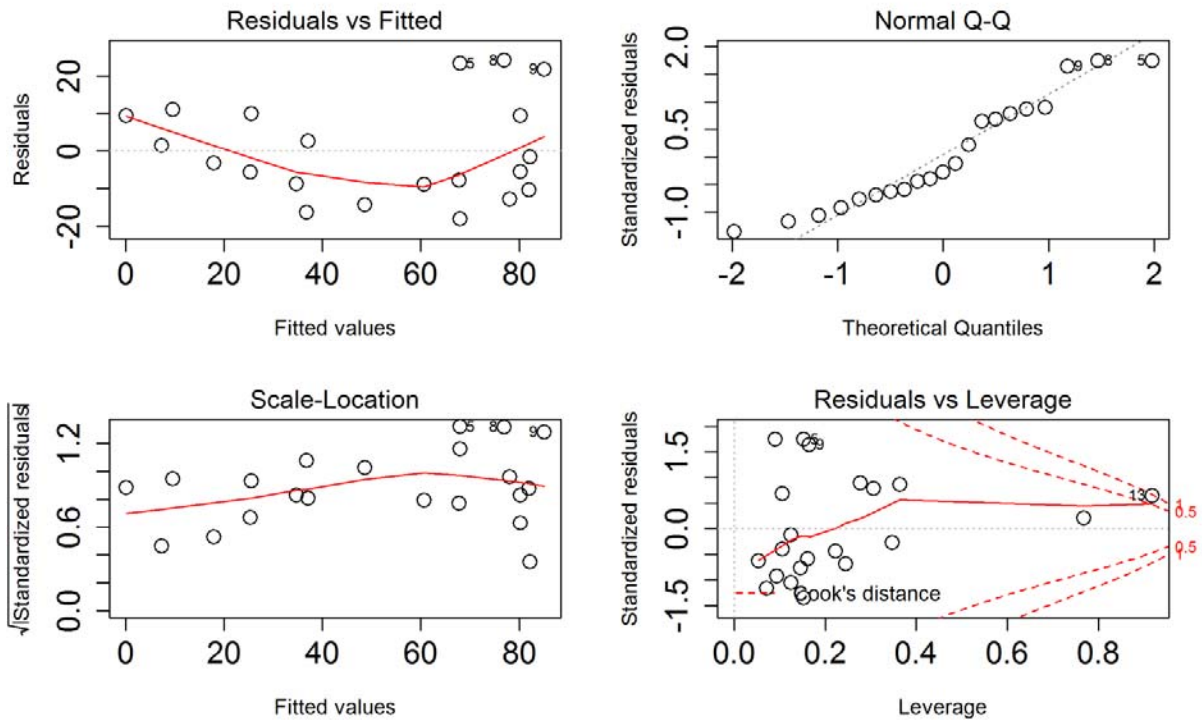 Residuals vs Fitted
Residuals
20
0
-20
5
8
9
0 20 40 60 80
Fitted values
Normal Q-Q
Standardized residuals
2.0
0.5
-1.0
9
8
5
-2 -1 0 1 2
Theoretical Quantiles
Scale-Location
√|Standardized residuals|
1.2
0.6
0.0
5
8
9
0 20 40 60 80
Fitted values
Residuals vs Leverage
Standardized residuals
1.5
0.0
-1.5
9
13
1
0.5
0.5
1
Cook's distance
0.0 0.2 0.4 0.6 0.8
Leverage